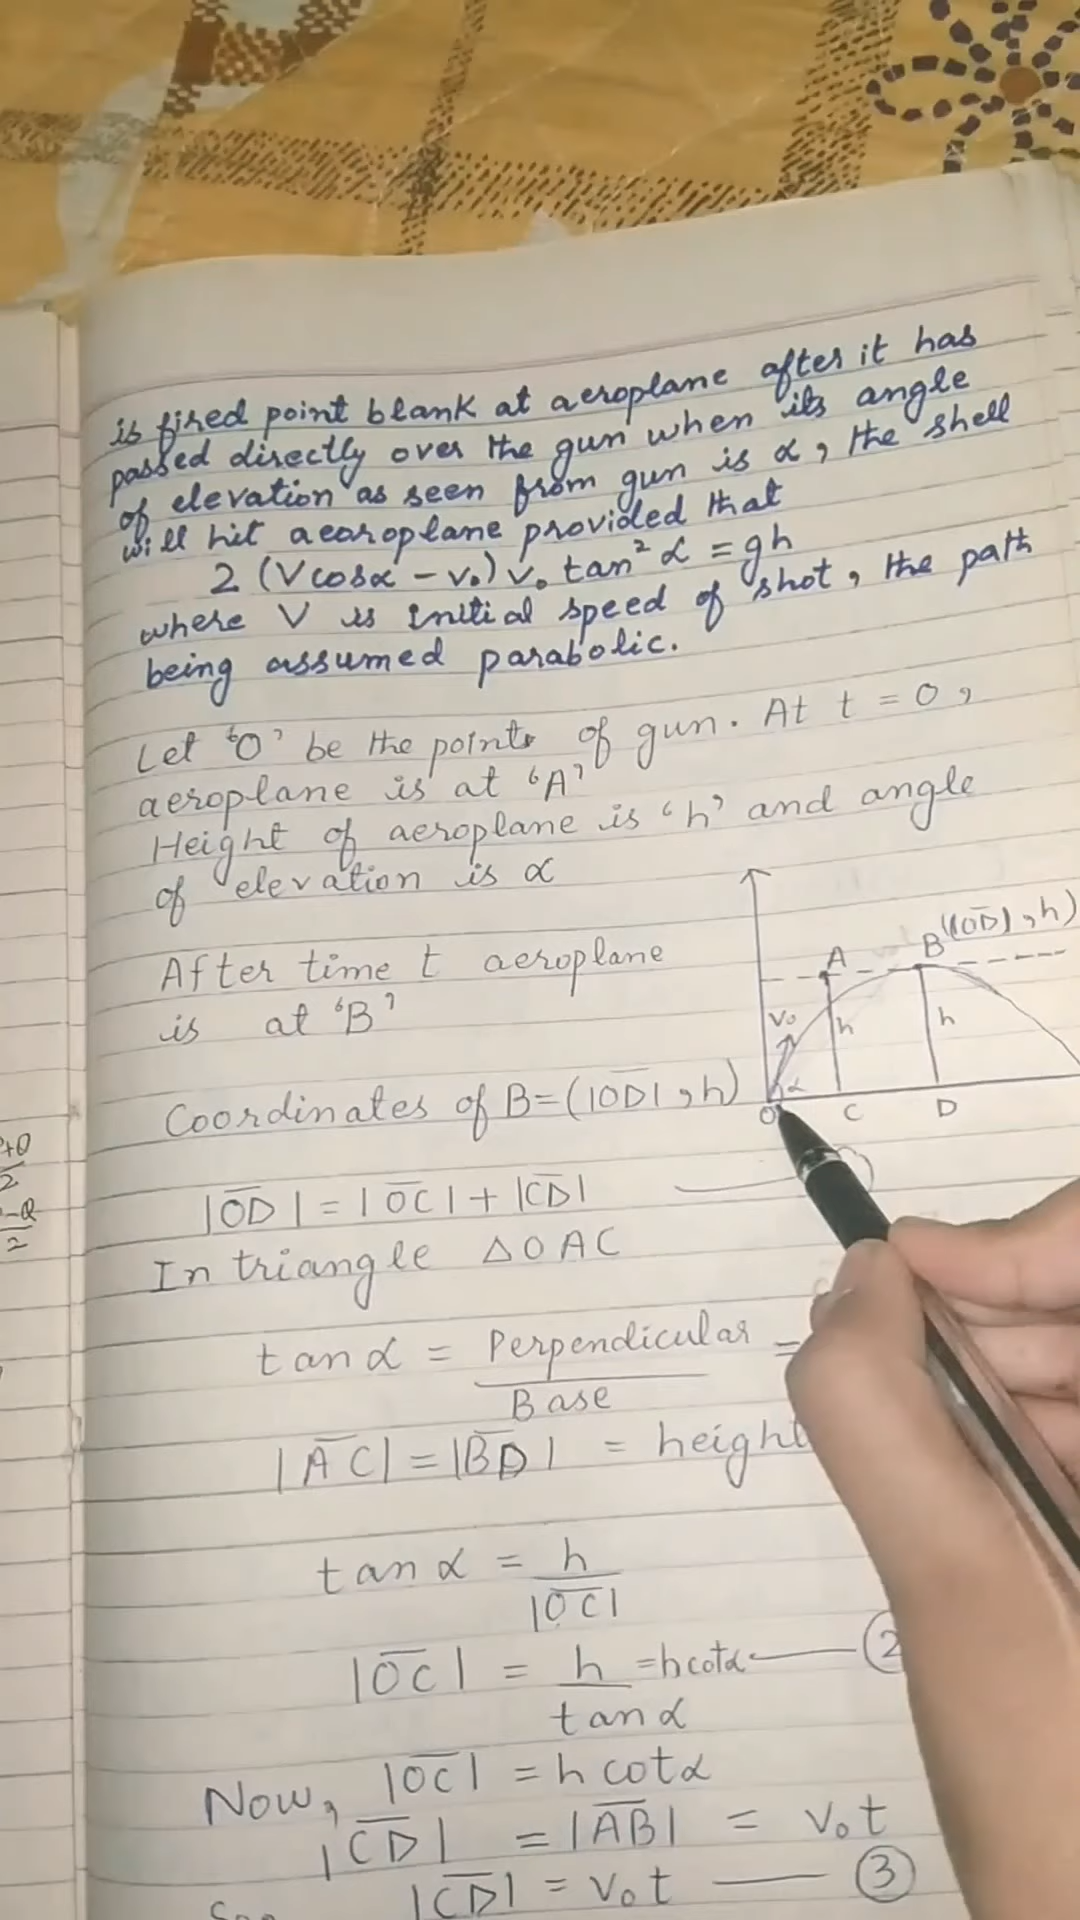 is fired point blank at aeroplane after it has
passed directly over the gun when its angle
of elevation as seen from gun is α, the shell
will hit aearoplane provided that
2 (Vcosα - v₀) v₀ tan² α = gh
where V is initial speed of shot, the path
being assumed parabolic.
Let 'O' be the points of gun. At t = 0,
aeroplane is at 'A'
Height of aeroplane is 'h' and angle
of elevation is α
After time t aeroplane
is at 'B'
A
B (|OD|, h)
V₀
h
h
α
O
C
D
Coordinates of B = (|OD|, h)
|OD| = |OC| + |CD|
In triangle △OAC
tan α = Perpendicular =
Base
|AC| = |BD| = height
tan α = h
|OC|
|OC| = h = hcotα —— 2
tan α
Now, |OC| = h cotα
|CD| = |AB| = V₀t
|CD| = V₀t —— 3
+θ
2
-Q
2